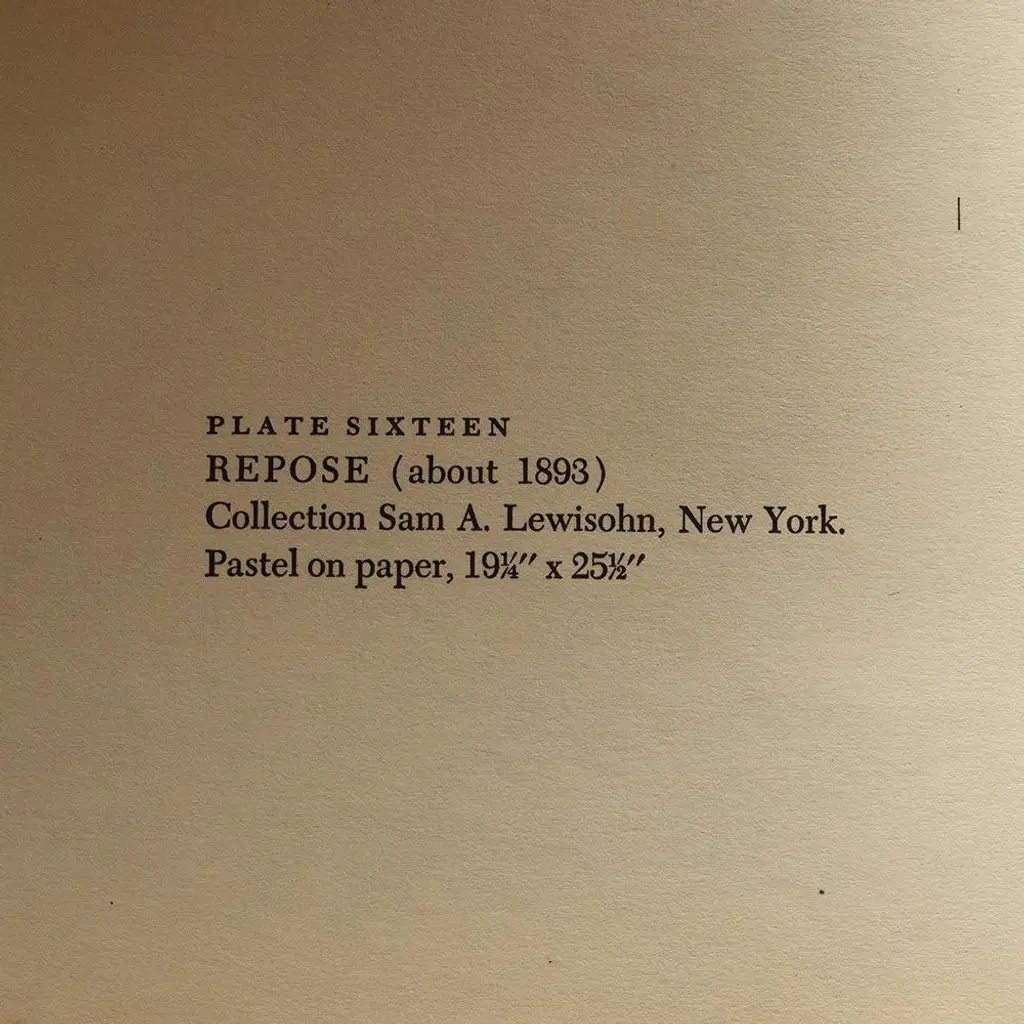 PLATE SIXTEEN
REPOSE (about 1893)
Collection Sam A. Lewisohn, New York.
Pastel on paper, 19¼″ x 25½″